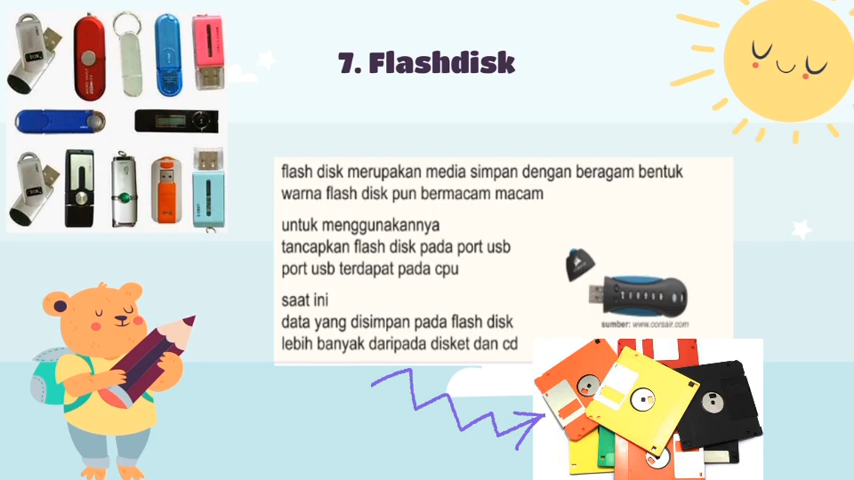 7. Flashdisk
flash disk merupakan media simpan dengan beragam bentuk
warna flash disk pun bermacam macam
untuk menggunakannya
tancapkan flash disk pada port usb
port usb terdapat pada cpu
saat ini
data yang disimpan pada flash disk
lebih banyak daripada disket dan cd
sumber: www.corsair.com